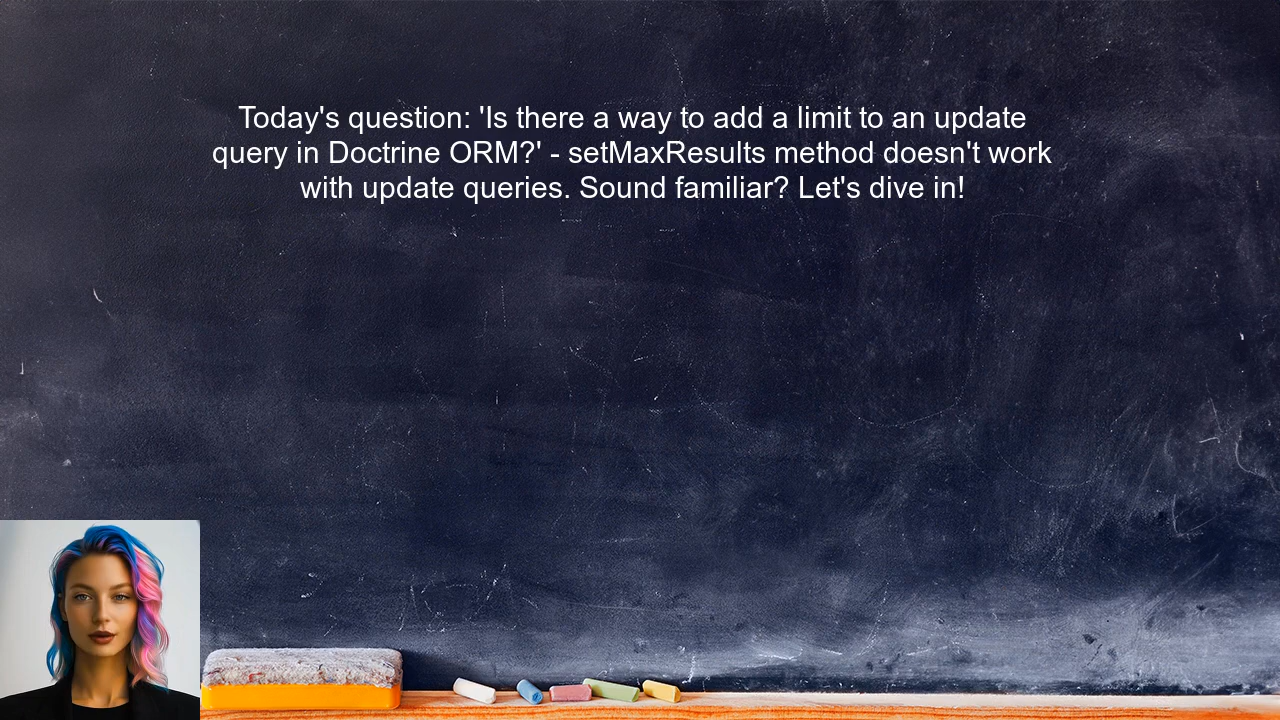 Today's question: 'Is there a way to add a limit to an update
query in Doctrine ORM?' - setMaxResults method doesn't work
with update queries. Sound familiar? Let's dive in!